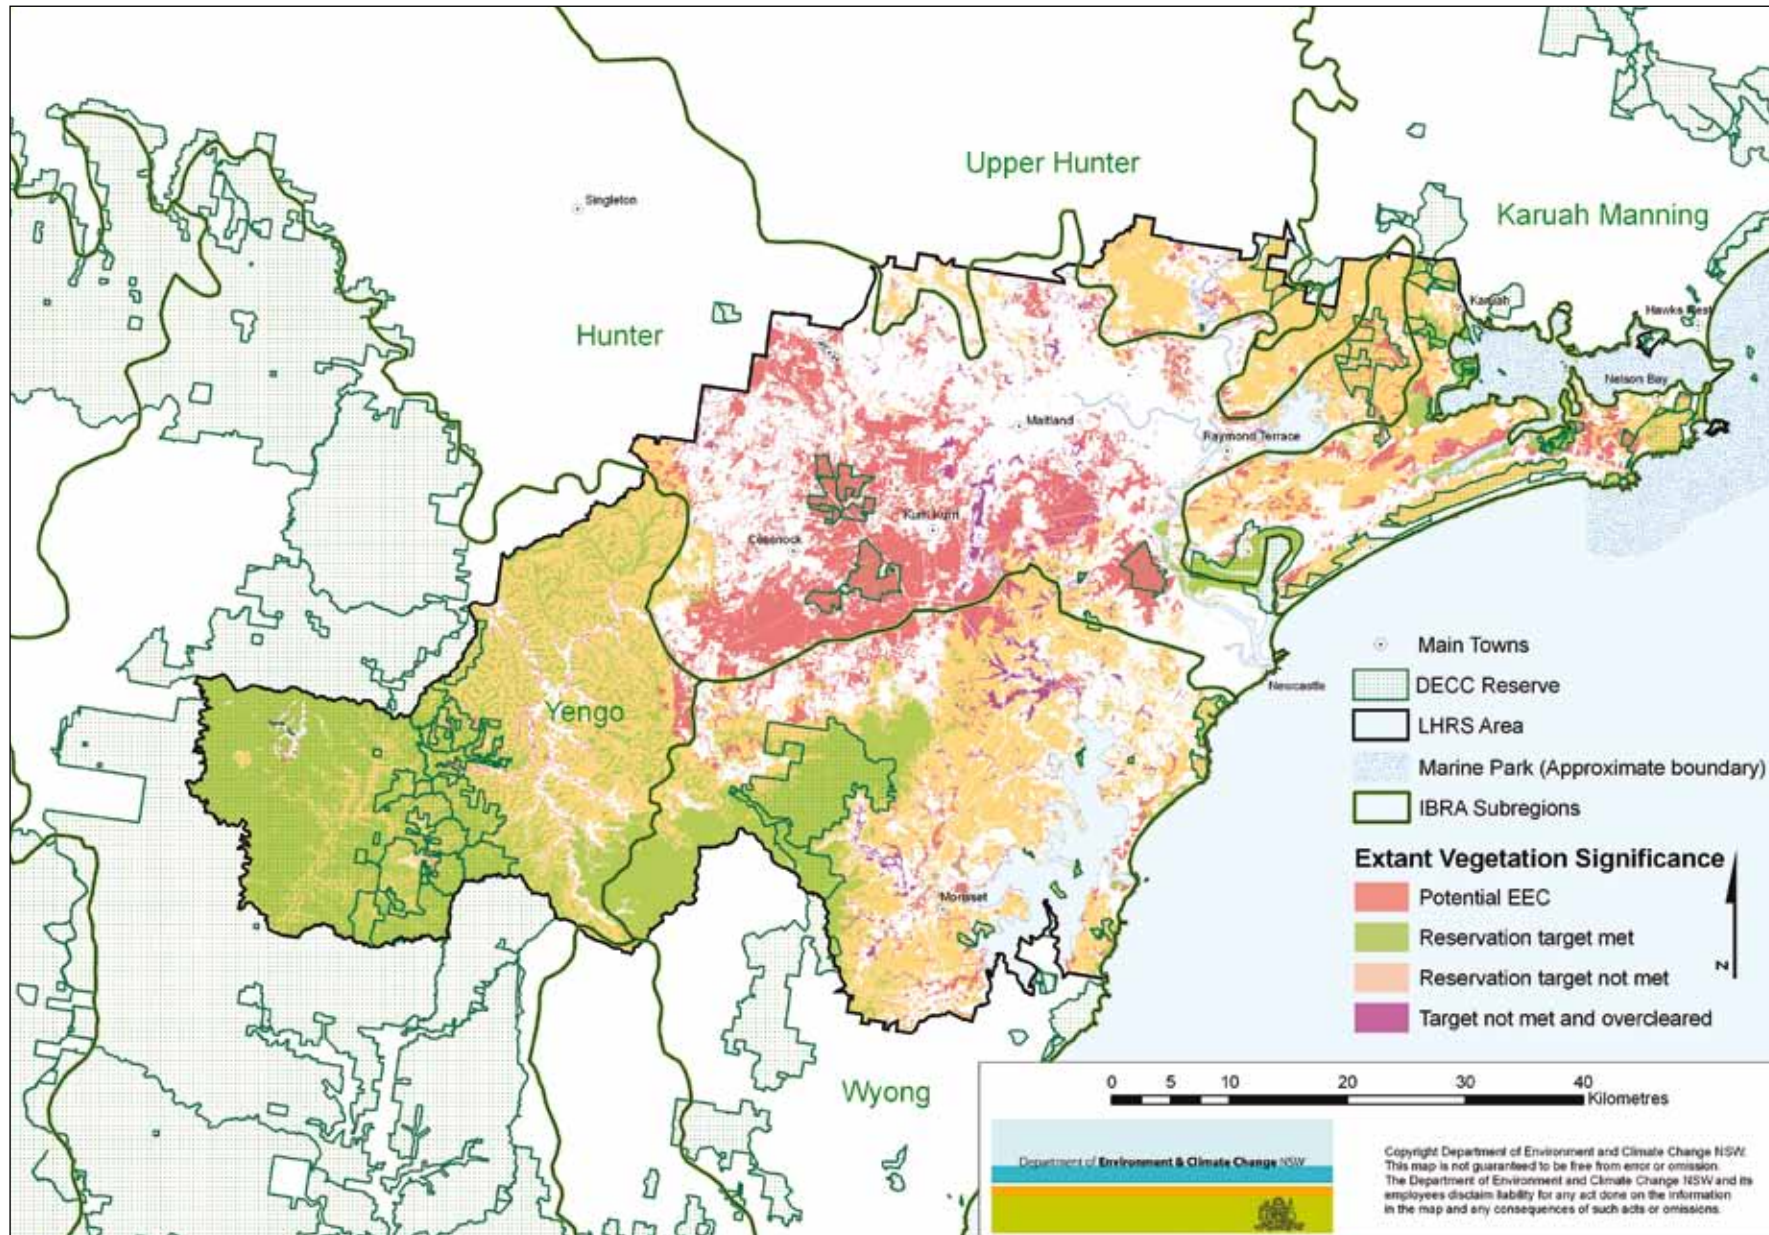 Upper Hunter
Singleton
Karuah Manning
Karuah
Hawks Nest
Hunter
Nelson Bay
Maitland
Raymond Terrace
Kurri Kurri
Cessnock
Newcastle
Yengo
Morisset
Wyong
Main Towns
DECC Reserve
LHRS Area
Marine Park (Approximate boundary)
IBRA Subregions
Extant Vegetation Significance
Potential EEC
Reservation target met
Reservation target not met
Target not met and overcleared
N
0 5 10 20 30 40
Kilometres
Department of Environment & Climate Change NSW
Copyright Department of Environment and Climate Change NSW.
This map is not guaranteed to be free from error or omission.
The Department of Environment and Climate Change NSW and its
employees disclaim liability for any act done on the information
in the map and any consequences of such acts or omissions.